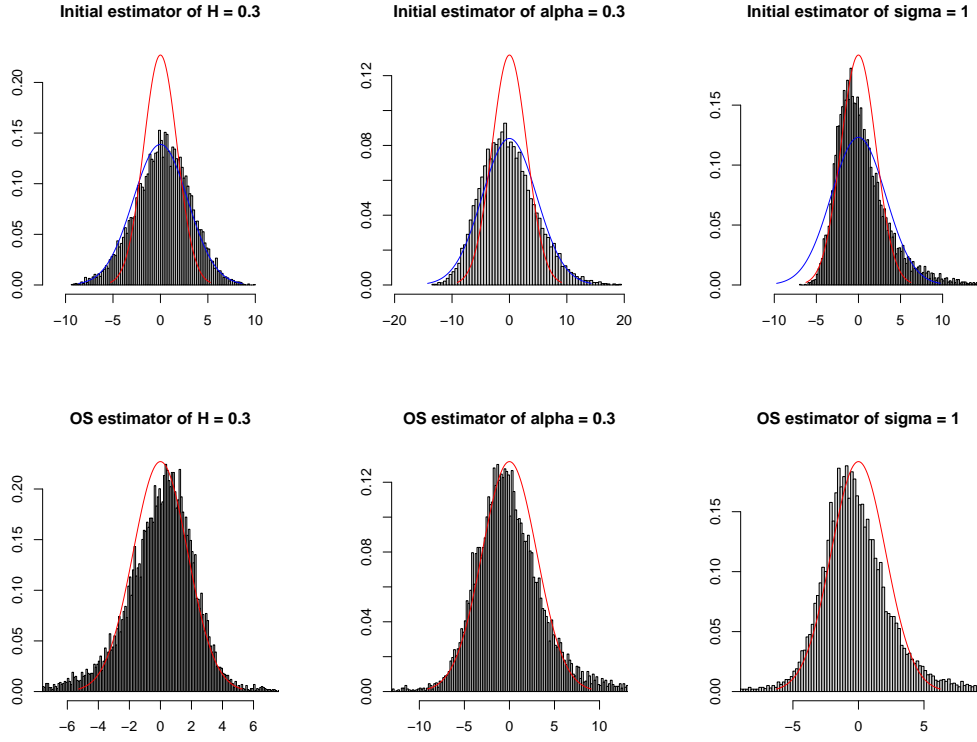 Initial estimator of H = 0.3
0.00 0.05 0.10 0.15 0.20
−10 −5 0 5 10
Initial estimator of alpha = 0.3
0.00 0.04 0.08 0.12
−20 −10 0 10 20
Initial estimator of sigma = 1
0.00 0.05 0.10 0.15
−10 −5 0 5 10
OS estimator of H = 0.3
0.00 0.05 0.10 0.15 0.20
−6 −4 −2 0 2 4 6
OS estimator of alpha = 0.3
0.00 0.04 0.08 0.12
−10 −5 0 5 10
OS estimator of sigma = 1
0.00 0.05 0.10 0.15
−5 0 5